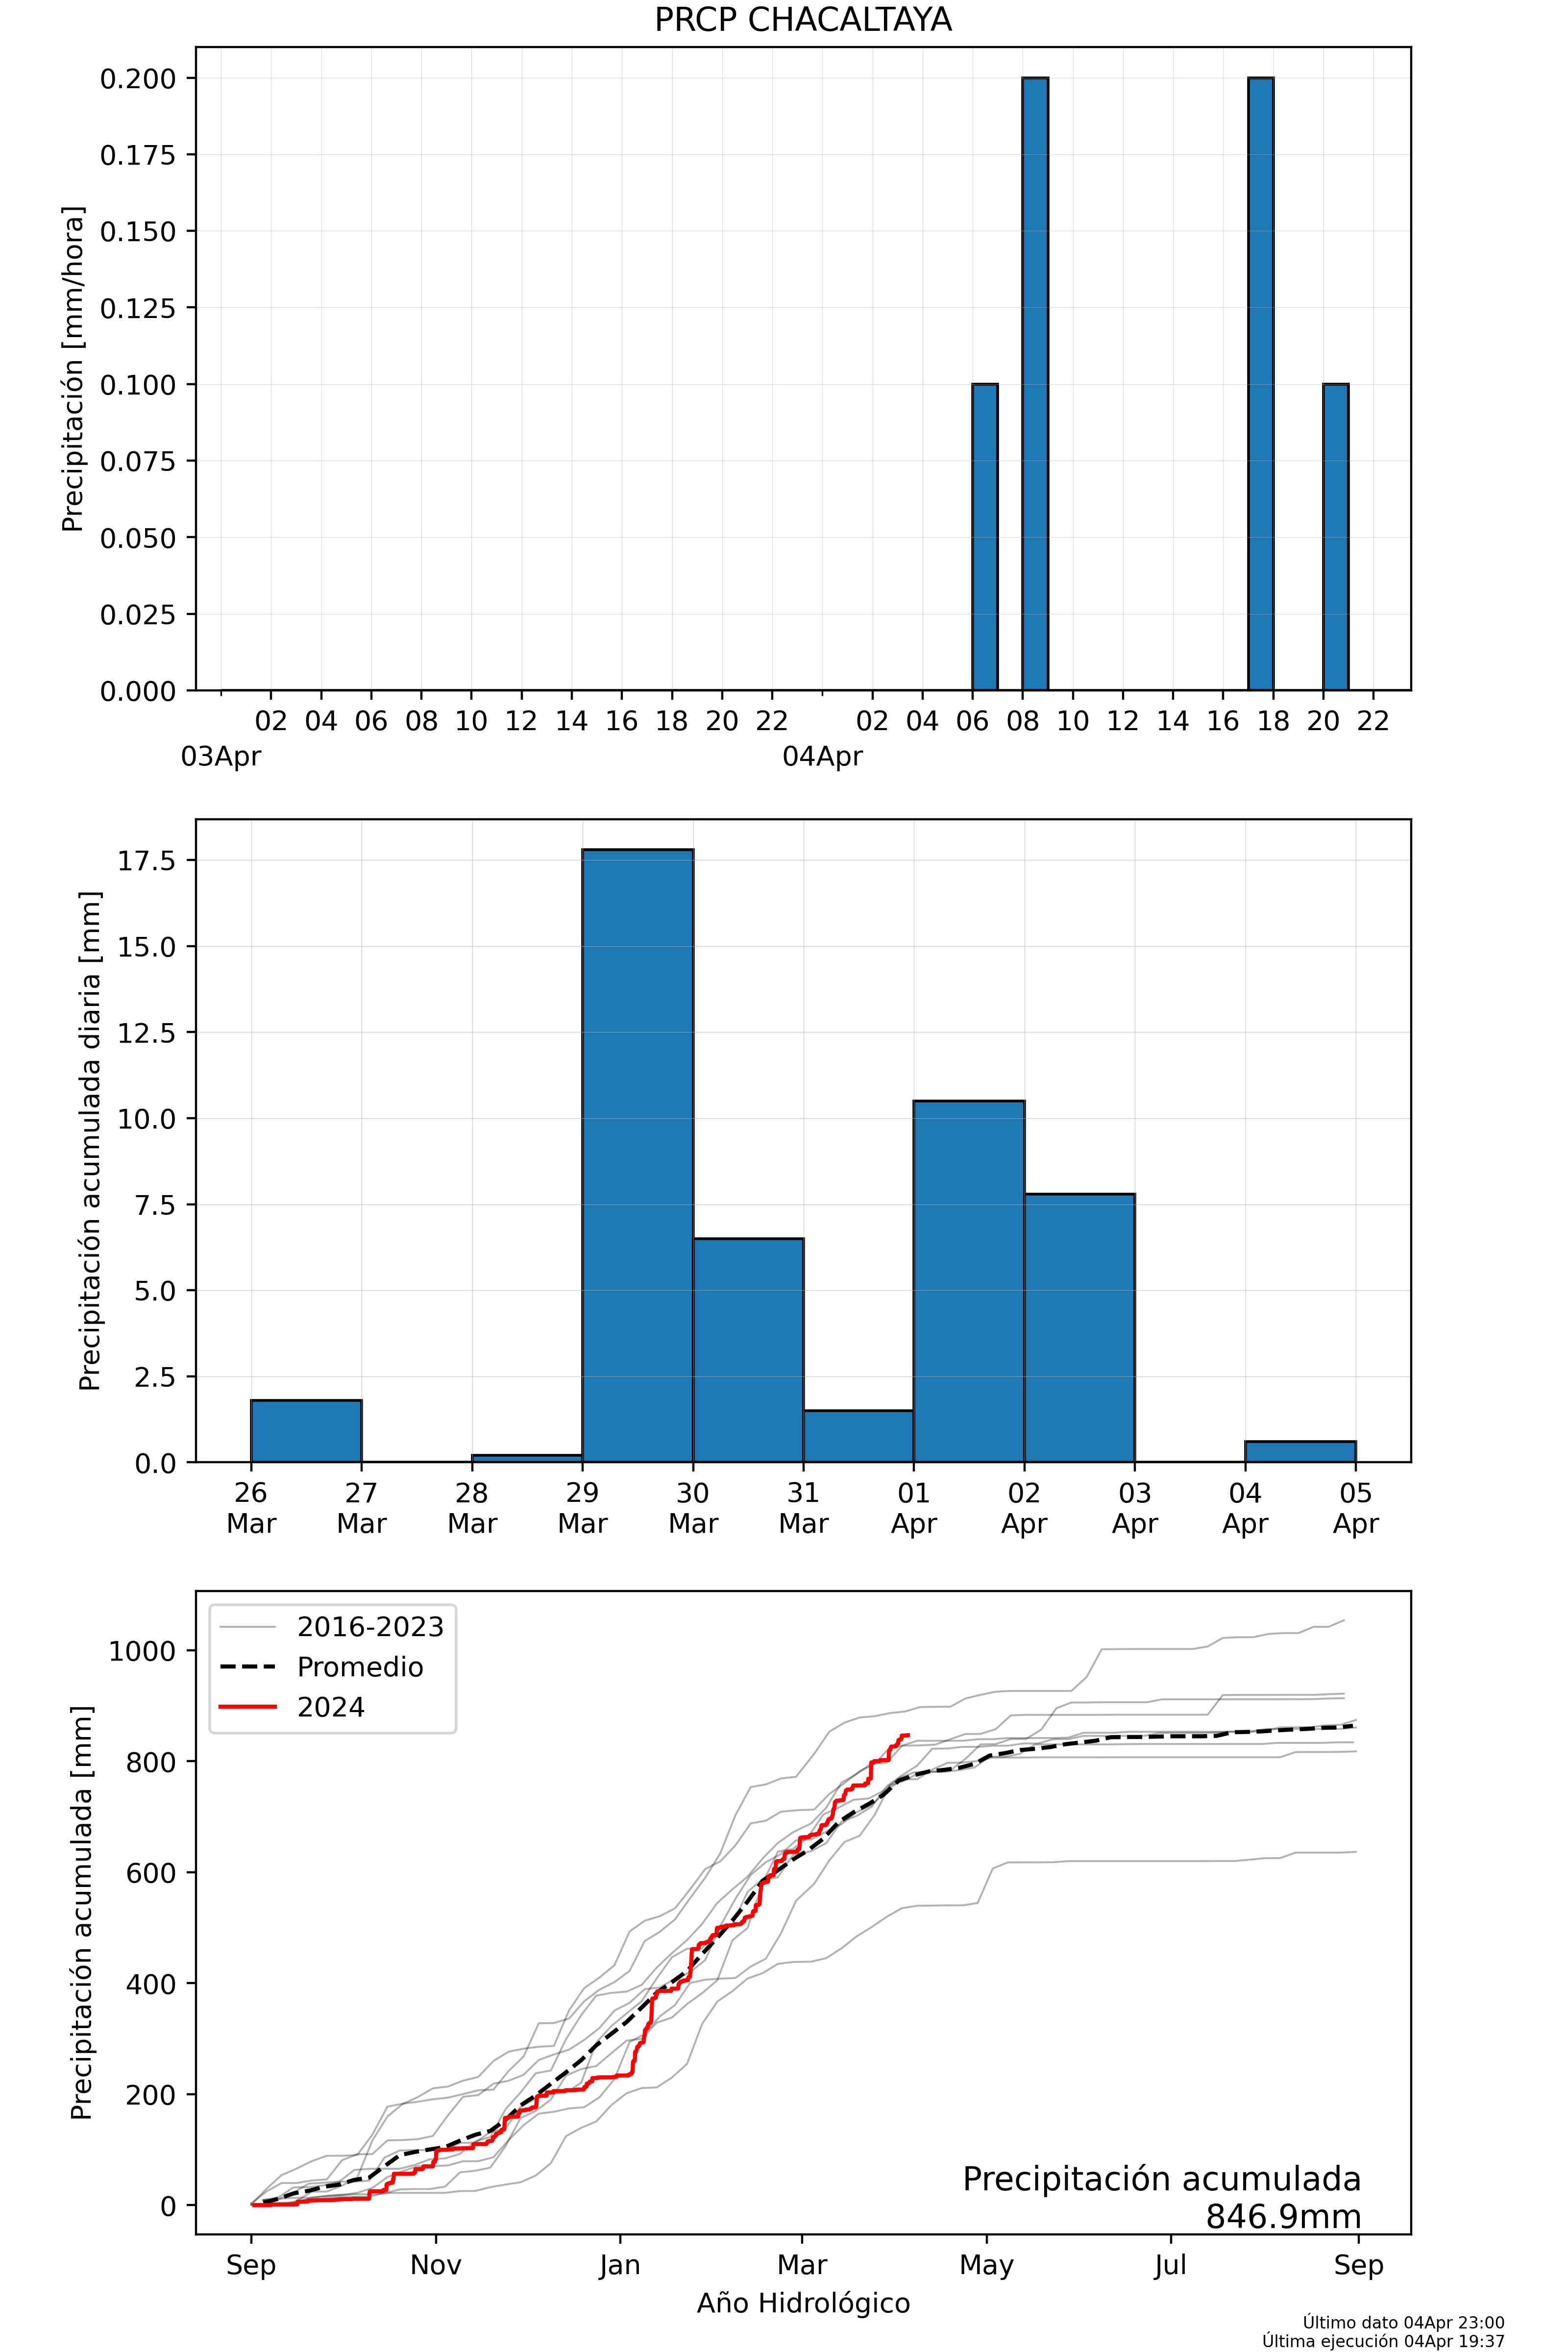 PRCP CHACALTAYA
Precipitación [mm/hora]
0.200
0.175
0.150
0.125
0.100
0.075
0.050
0.025
0.000
02 04 06 08 10 12 14 16 18 20 22 02 04 06 08 10 12 14 16 18 20 22
03Apr 04Apr
Precipitación acumulada diaria [mm]
17.5
15.0
12.5
10.0
7.5
5.0
2.5
0.0
26 27 28 29 30 31 01 02 03 04 05
Mar Mar Mar Mar Mar Mar Apr Apr Apr Apr Apr
Precipitación acumulada [mm]
1000
800
600
400
200
0
2016-2023
Promedio
2024
Precipitación acumulada
846.9mm
Sep Nov Jan Mar May Jul Sep
Año Hidrológico
Último dato 04Apr 23:00
Última ejecución 04Apr 19:37